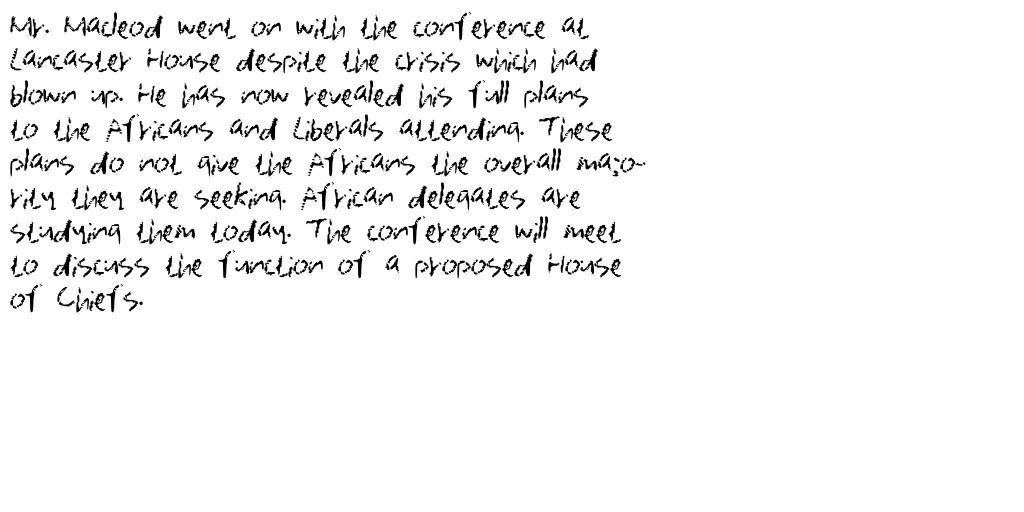 Mr. Macleod went on with the conference at
Lancaster House despite the crisis which had
blown up. He has now revealed his full plans
to the Africans and Liberals attending. These
plans do not give the Africans the overall majo-
rity they are seeking. African delegates are
studying them today. The conference will meet
to discuss the function of a proposed House
of Chiefs.